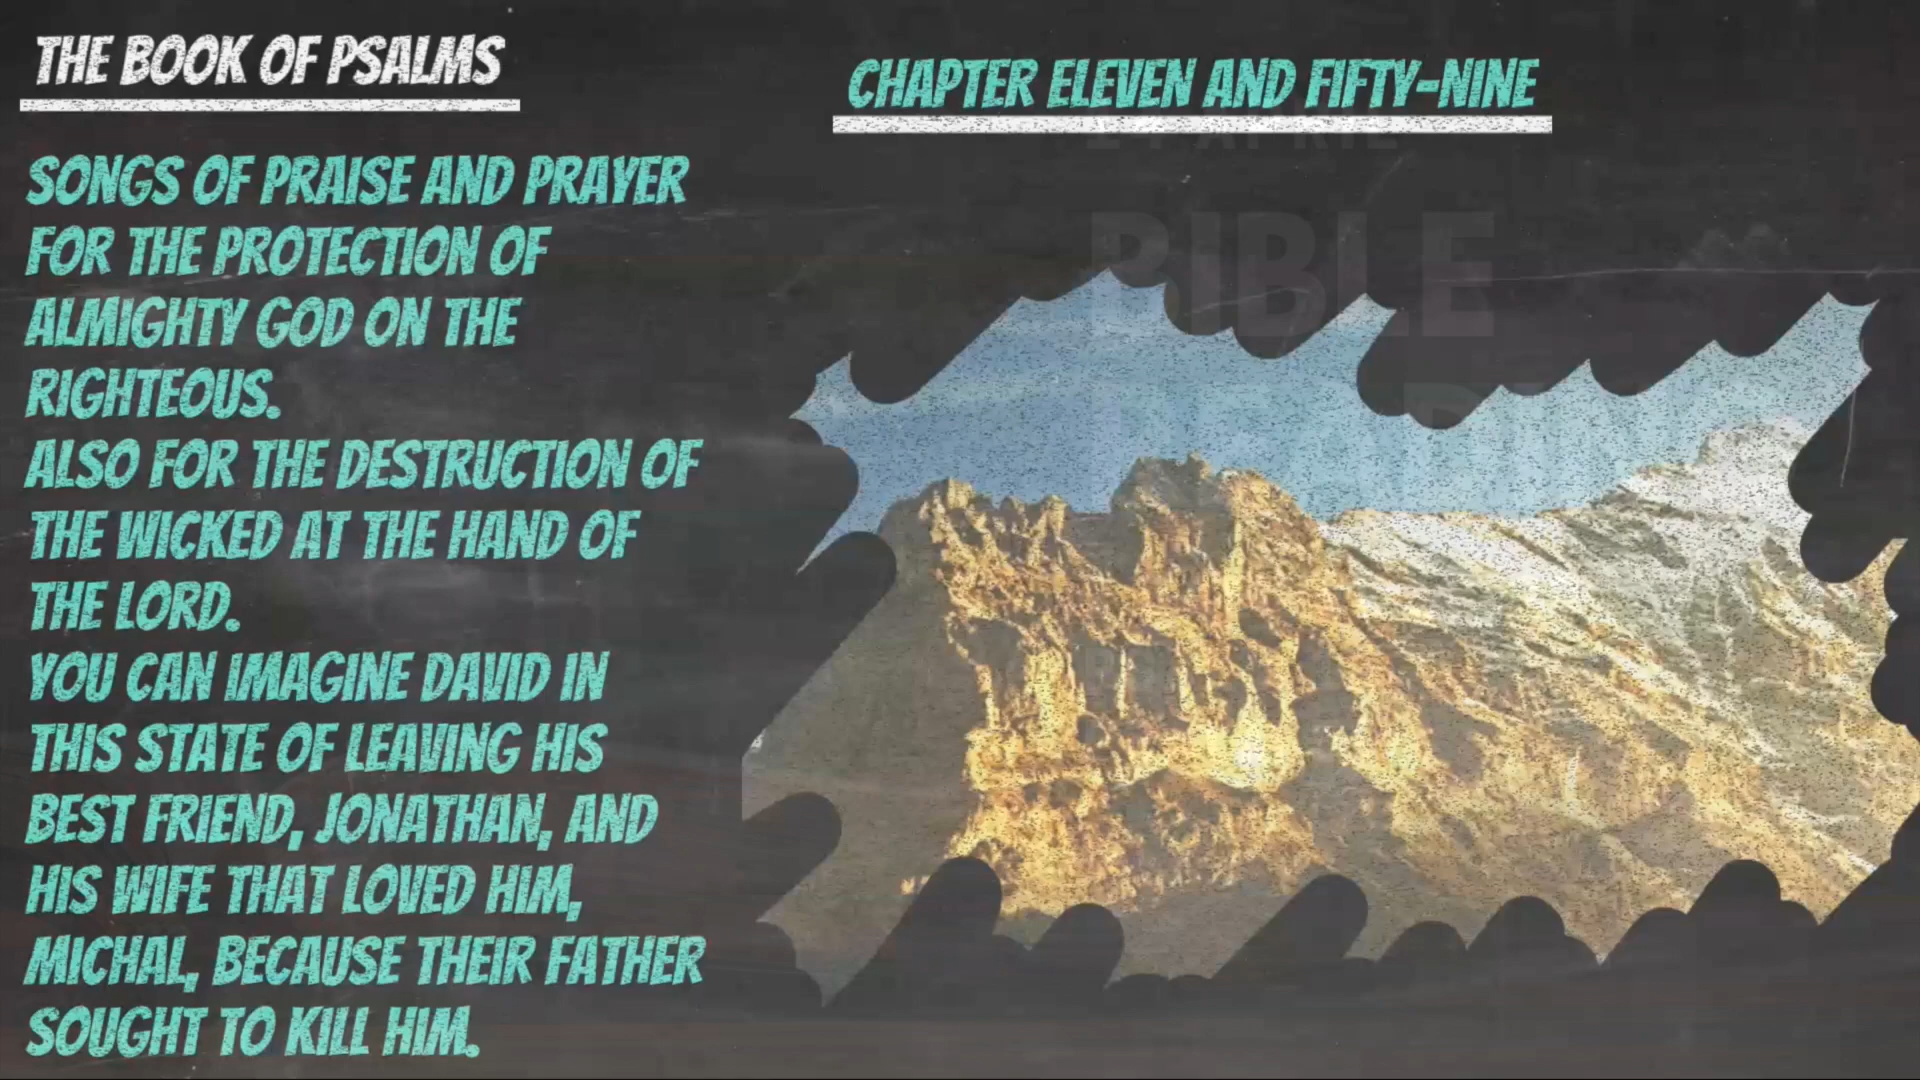 THE BOOK OF PSALMS
CHAPTER ELEVEN AND FIFTY-NINE
SONGS OF PRAISE AND PRAYER
FOR THE PROTECTION OF
ALMIGHTY GOD ON THE
RIGHTEOUS.
ALSO FOR THE DESTRUCTION OF
THE WICKED AT THE HAND OF
THE LORD.
YOU CAN IMAGINE DAVID IN
THIS STATE OF LEAVING HIS
BEST FRIEND, JONATHAN, AND
HIS WIFE THAT LOVED HIM,
MICHAL, BECAUSE THEIR FATHER
SOUGHT TO KILL HIM.
BIBLE